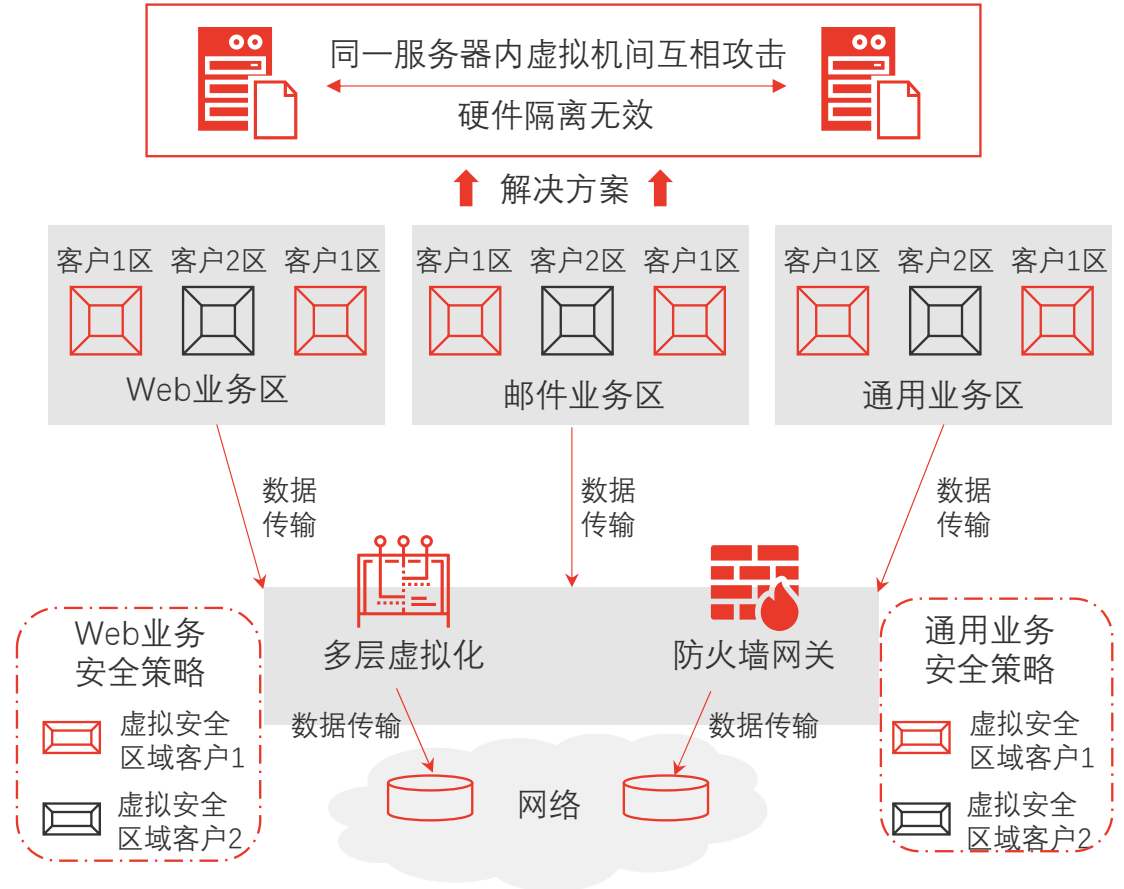 同一服务器内虚拟机间互相攻击
硬件隔离无效
解决方案
客户1区 客户2区 客户1区
Web业务区
客户1区 客户2区 客户1区
邮件业务区
客户1区 客户2区 客户1区
通用业务区
数据
传输
数据
传输
数据
传输
多层虚拟化
防火墙网关
Web业务
安全策略
虚拟安全
区域客户1
虚拟安全
区域客户2
数据传输
数据传输
网络
通用业务
安全策略
虚拟安全
区域客户1
虚拟安全
区域客户2